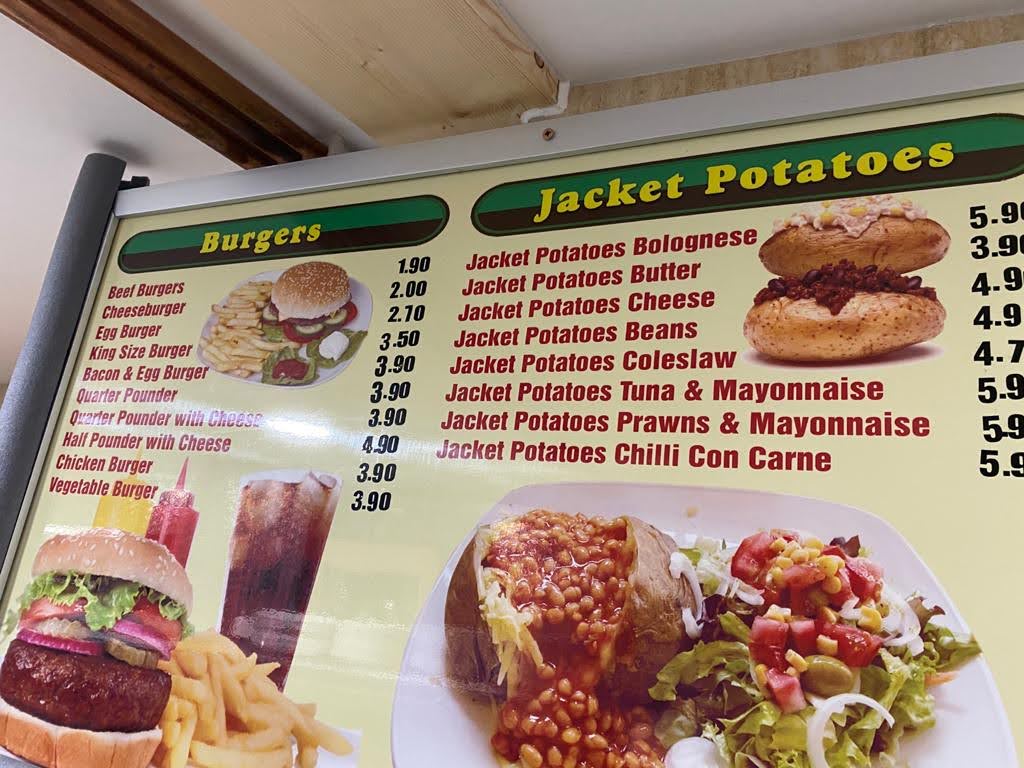 Burgers
Beef Burgers 1.90
Cheeseburger 2.00
Egg Burger 2.70
King Size Burger 3.50
Bacon & Egg Burger 3.90
Quarter Pounder 3.90
Quarter Pounder with Cheese 3.90
Half Pounder with Cheese 4.90
Chicken Burger 3.90
Vegetable Burger 3.90
Jacket Potatoes
Jacket Potatoes Bolognese 5.90
Jacket Potatoes Butter 3.90
Jacket Potatoes Cheese 4.90
Jacket Potatoes Beans 4.9
Jacket Potatoes Coleslaw 4.7
Jacket Potatoes Tuna & Mayonnaise 5.9
Jacket Potatoes Prawns & Mayonnaise 5.9
Jacket Potatoes Chilli Con Carne 5.9